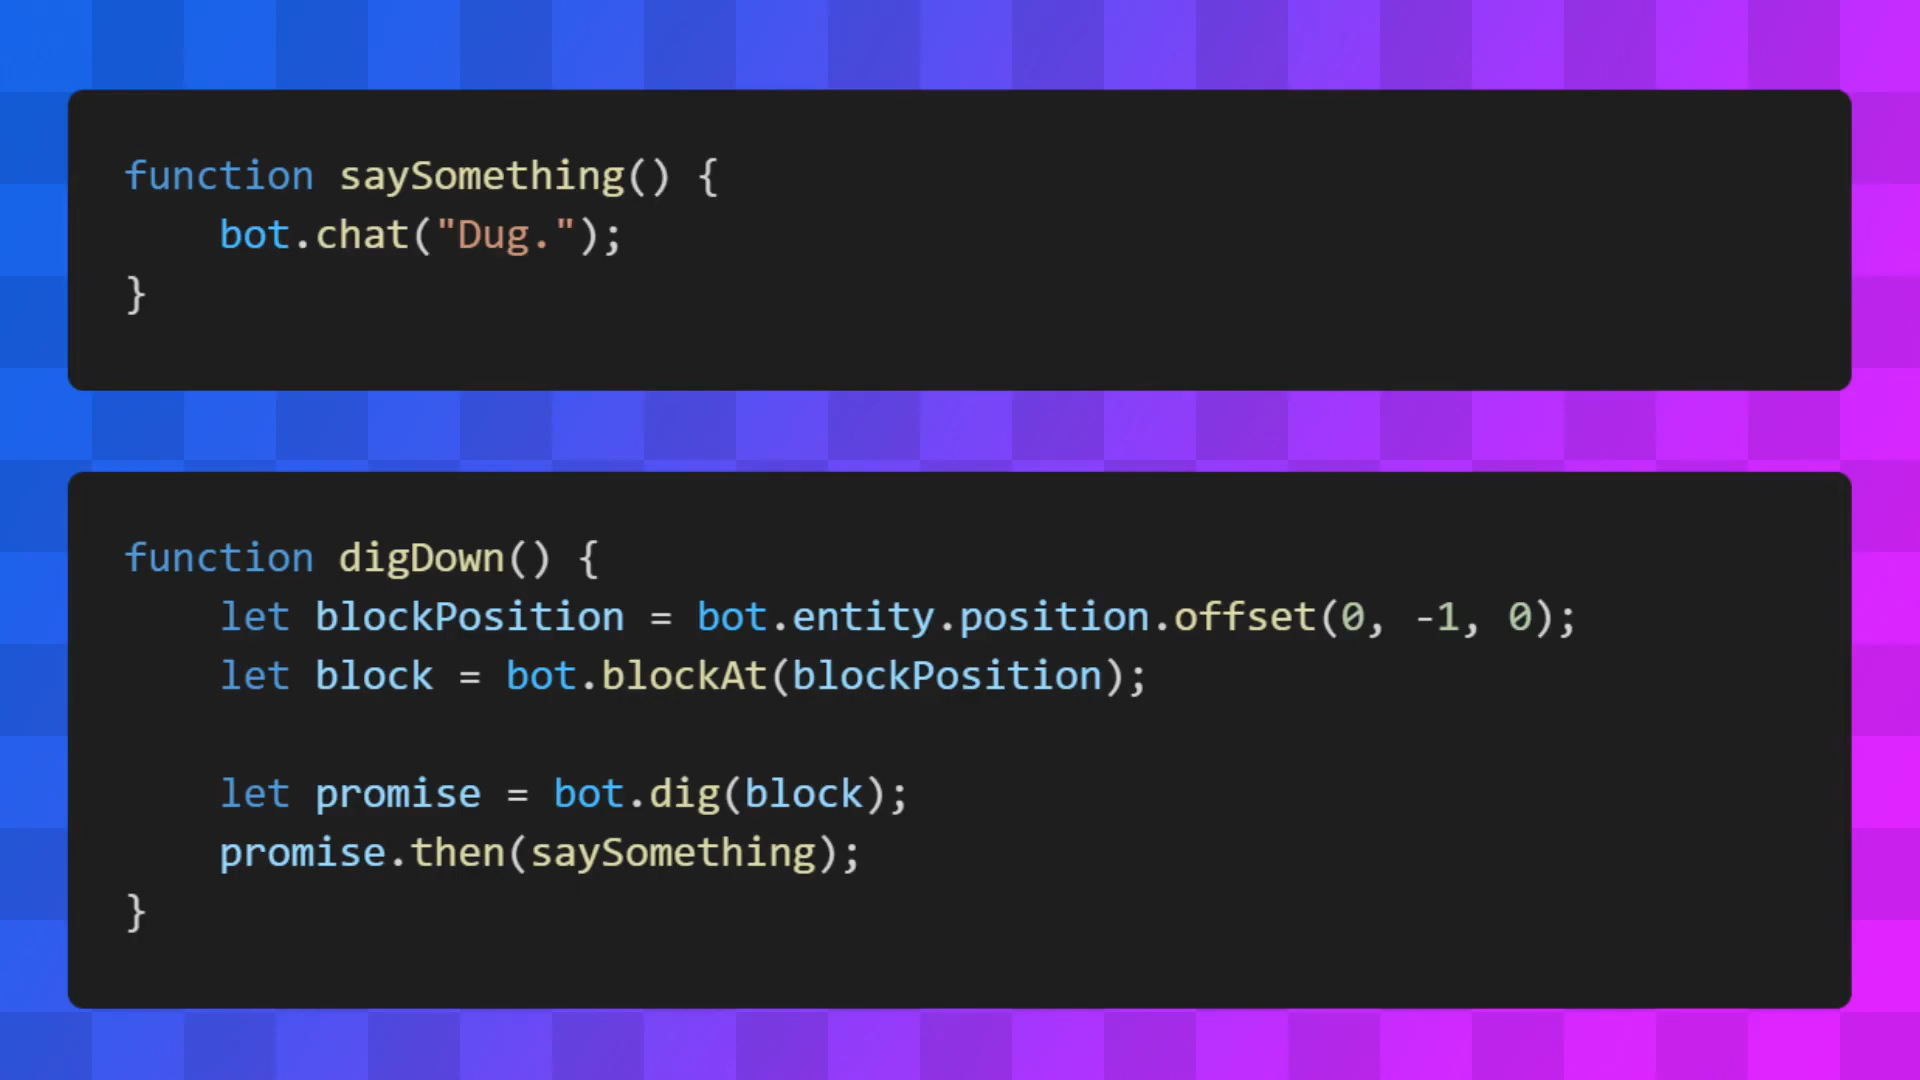 function saySomething() {
    bot.chat("Dug.");
}
function digDown() {
    let blockPosition = bot.entity.position.offset(0, -1, 0);
    let block = bot.blockAt(blockPosition);
    let promise = bot.dig(block);
    promise.then(saySomething);
}